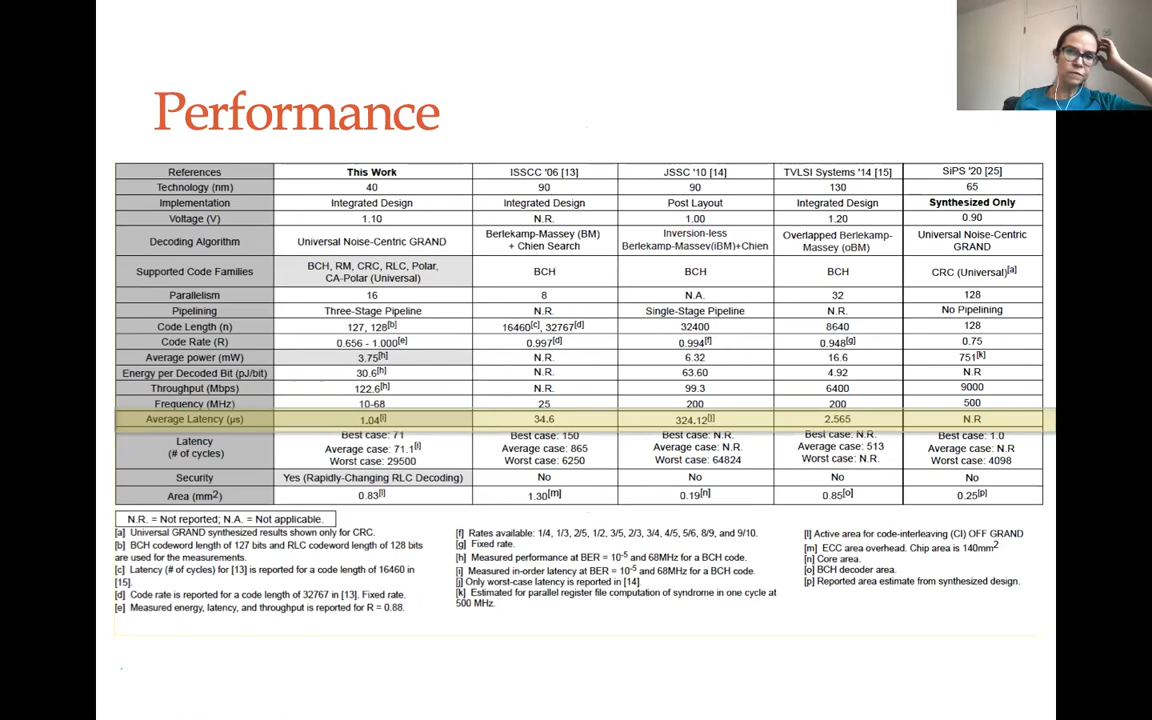 Performance
References This Work ISSCC '06 [13] JSSC '10 [14] TVLSI Systems '14 [15] SiPS '20 [25]
Technology (nm) 40 90 90 130 65
Implementation Integrated Design Integrated Design Post Layout Integrated Design Synthesized Only
Voltage (V) 1.10 N.R. 1.00 1.20 0.90
Decoding Algorithm Universal Noise-Centric GRAND Berlekamp-Massey (BM) + Chien Search Inversion-less Berlekamp-Massey(iBM)+Chien Overlapped Berlekamp-Massey (oBM) Universal Noise-Centric GRAND
Supported Code Families BCH, RM, CRC, RLC, Polar, CA-Polar (Universal) BCH BCH BCH CRC (Universal)[a]
Parallelism 16 8 N.A. 32 128
Pipelining Three-Stage Pipeline N.R. Single-Stage Pipeline N.R. No Pipelining
Code Length (n) 127, 128[b] 16460[c], 32767[d] 32400 8640 128
Code Rate (R) 0.656 - 1.000[e] 0.997[d] 0.994[f] 0.948[g] 0.75
Average power (mW) 3.75[h] N.R. 6.32 16.6 751[k]
Energy per Decoded Bit (pJ/bit) 30.6[h] N.R. 63.60 4.92 N.R
Throughput (Mbps) 122.6[h] N.R. 99.3 6400 9000
Frequency (MHz) 10-68 25 200 200 500
Average Latency (μs) 1.04[i] 34.6 324.12[j] 2.565 N.R
Latency (# of cycles) Best case: 71 Average case: 71.1[i] Worst case: 29500 Best case: 150 Average case: 865 Worst case: 6250 Best case: N.R. Average case: N.R. Worst case: 64824 Best case: N.R. Average case: 513 Worst case: N.R. Best case: 1.0 Average case: N.R Worst case: 4098
Security Yes (Rapidly-Changing RLC Decoding) No No No No
Area (mm2) 0.83[l] 1.30[m] 0.19[n] 0.85[o] 0.25[p]
N.R. = Not reported; N.A. = Not applicable.
[a] Universal GRAND synthesized results shown only for CRC.
[b] BCH codeword length of 127 bits and RLC codeword length of 128 bits
are used for the measurements.
[c] Latency (# of cycles) for [13] is reported for a code length of 16460 in
[15].
[d] Code rate is reported for a code length of 32767 in [13]. Fixed rate.
[e] Measured energy, latency, and throughput is reported for R = 0.88.
[f] Rates available: 1/4, 1/3, 2/5, 1/2, 3/5, 2/3, 3/4, 4/5, 5/6, 8/9, and 9/10.
[g] Fixed rate.
[h] Measured performance at BER = 10-5 and 68MHz for a BCH code.
[i] Measured in-order latency at BER = 10-5 and 68MHz for a BCH code.
[j] Only worst-case latency is reported in [14].
[k] Estimated for parallel register file computation of syndrome in one cycle at
500 MHz.
[l] Active area for code-interleaving (CI) OFF GRAND
[m] ECC area overhead. Chip area is 140mm2
[n] Core area.
[o] BCH decoder area.
[p] Reported area estimate from synthesized design.